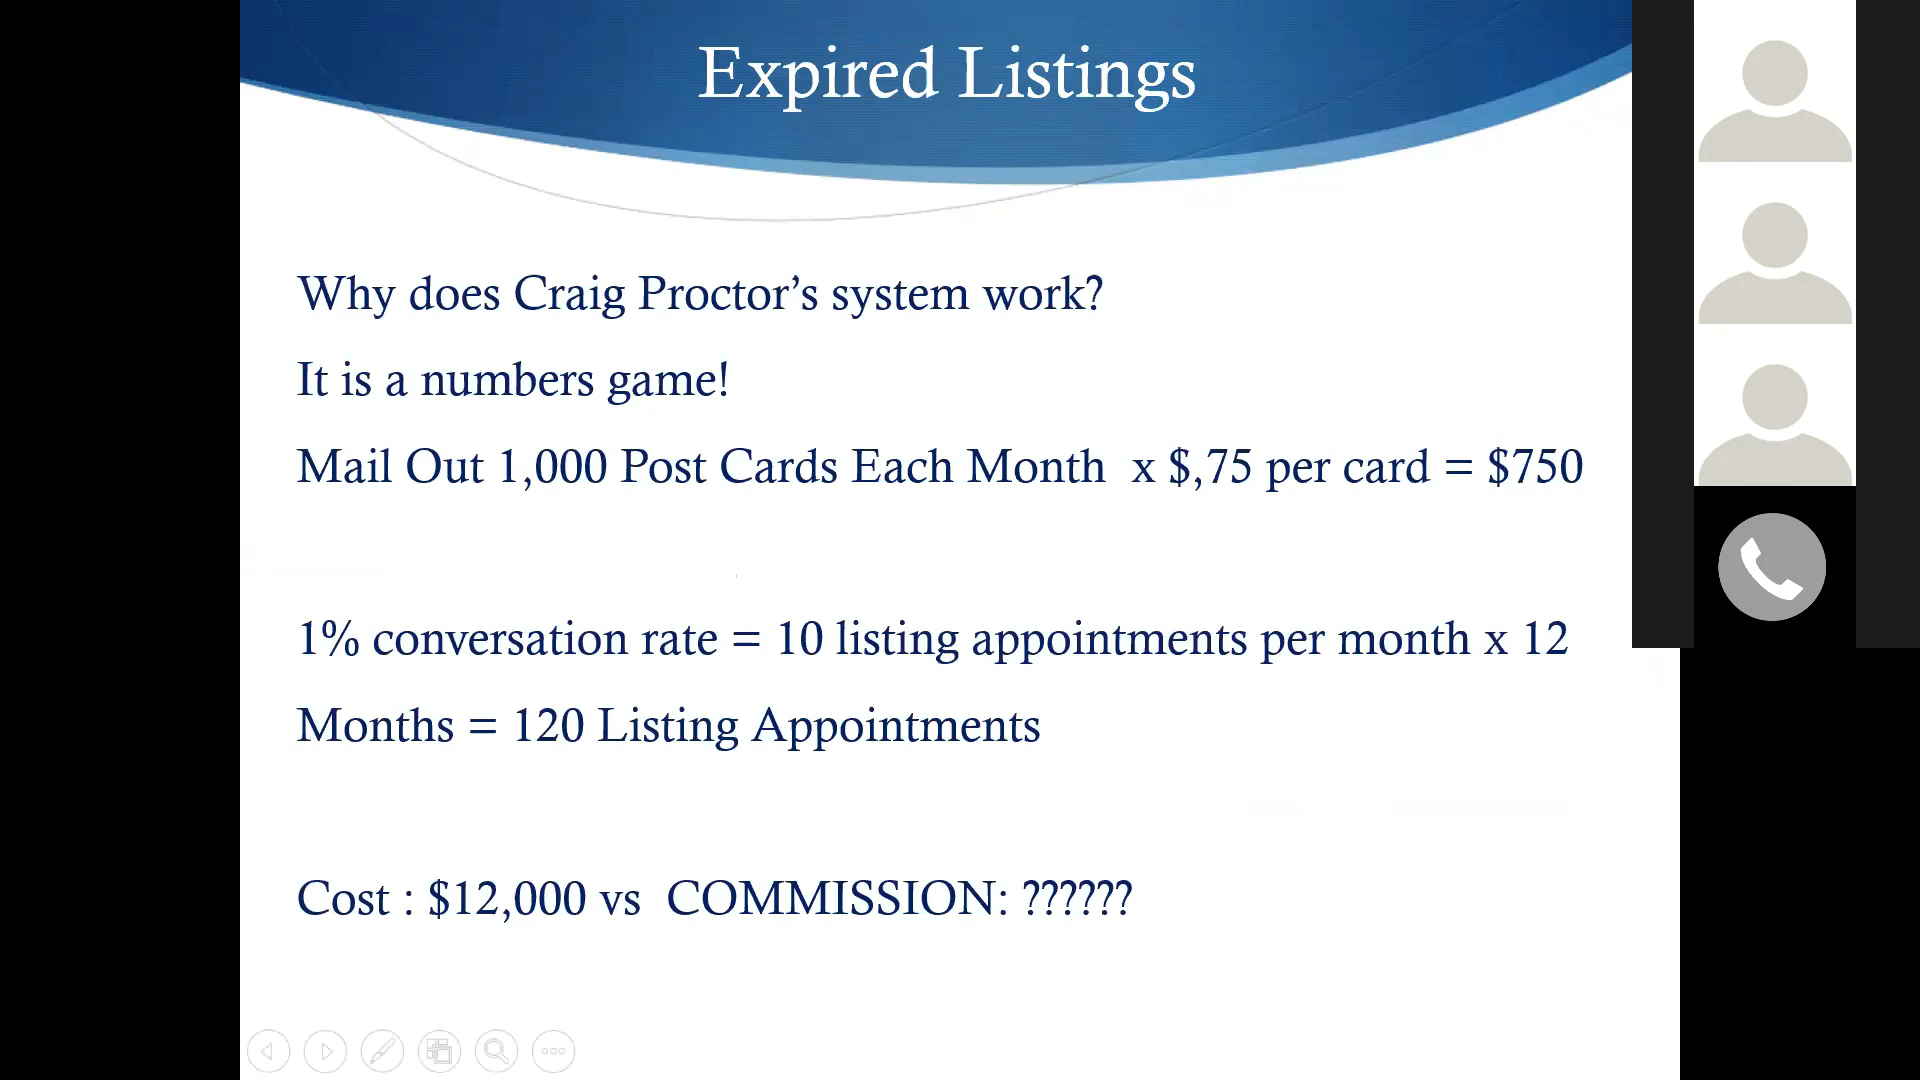 Expired Listings
Why does Craig Proctor’s system work?
It is a numbers game!
Mail Out 1,000 Post Cards Each Month  x $,75 per card = $750
1% conversation rate = 10 listing appointments per month x 12
Months = 120 Listing Appointments
Cost : $12,000 vs  COMMISSION: ??????